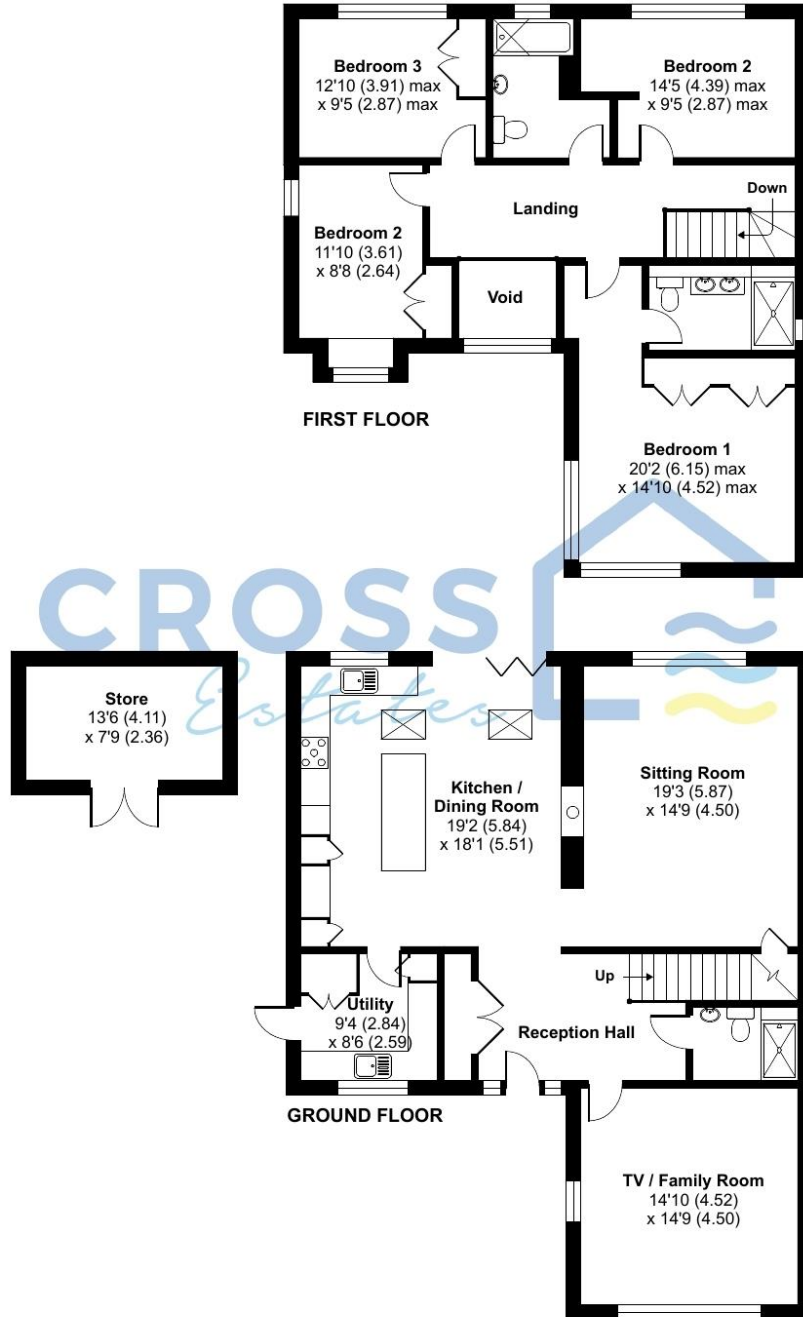 Bedroom 3
12'10 (3.91) max
x 9'5 (2.87) max
Bedroom 2
14'5 (4.39) max
x 9'5 (2.87) max
Landing
Down
Bedroom 2
11'10 (3.61)
x 8'8 (2.64)
Void
FIRST FLOOR
Bedroom 1
20'2 (6.15) max
x 14'10 (4.52) max
CROSS
Estates
Store
13'6 (4.11)
x 7'9 (2.36)
Kitchen /
Dining Room
19'2 (5.84)
x 18'1 (5.51)
Sitting Room
19'3 (5.87)
x 14'9 (4.50)
Up
Utility
9'4 (2.84)
x 8'6 (2.59)
Reception Hall
GROUND FLOOR
TV / Family Room
14'10 (4.52)
x 14'9 (4.50)